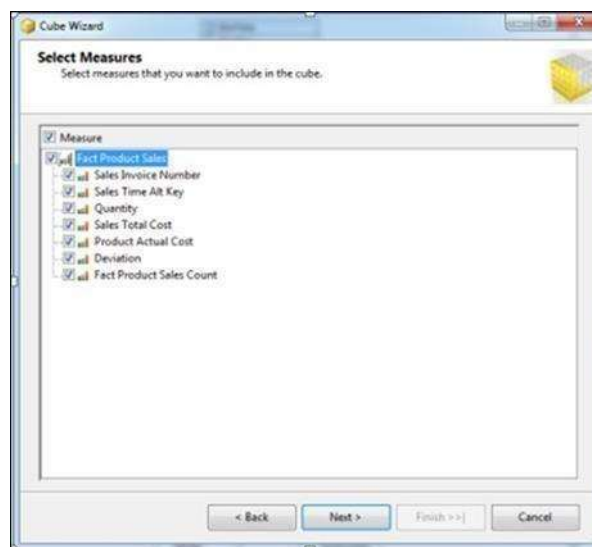 Cube Wizard
Select Measures
Select measures that you want to include in the cube.
Measure
Fact Product Sales
Sales Invoice Number
Sales Time Alt Key
Quantity
Sales Total Cost
Product Actual Cost
Deviation
Fact Product Sales Count
< Back
Next >
Finish >>|
Cancel